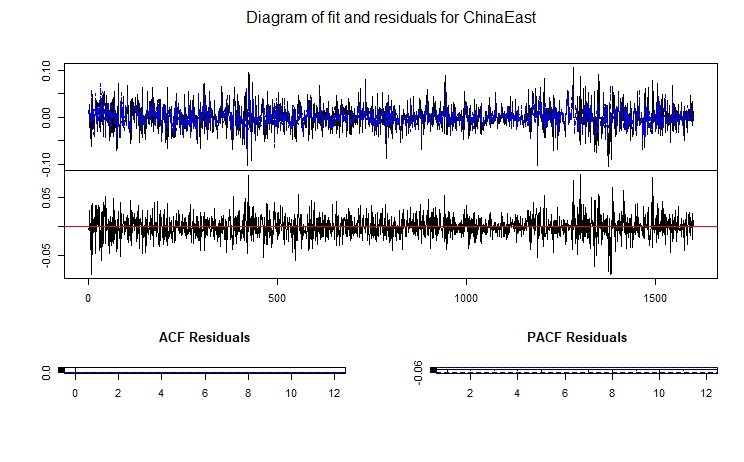 Diagram of fit and residuals for ChinaEast
0.10
0.00
-0.10
0.05
-0.05
0 500 1000 1500
ACF Residuals PACF Residuals
0.0 -0.06
0 2 4 6 8 10 12 2 4 6 8 10 12